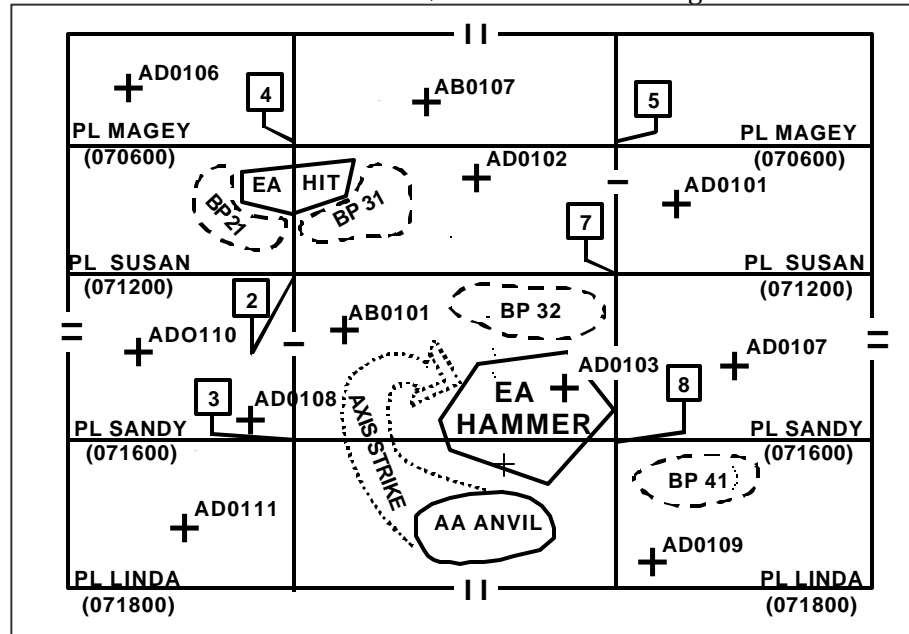 AD0106
4
AB0107
5
PL MAGEY
(070600)
PL MAGEY
(070600)
AD0102
EA HIT
AD0101
BP21
BP 31
7
PL SUSAN
(071200)
PL SUSAN
(071200)
2
AB0101
BP 32
ADO110
AD0107
AD0103
3
AD0108
AXIS STRIKE
EA
HAMMER
8
PL SANDY
(071600)
PL SANDY
(071600)
BP 41
AD0111
AA ANVIL
AD0109
PL LINDA
(071800)
PL LINDA
(071800)